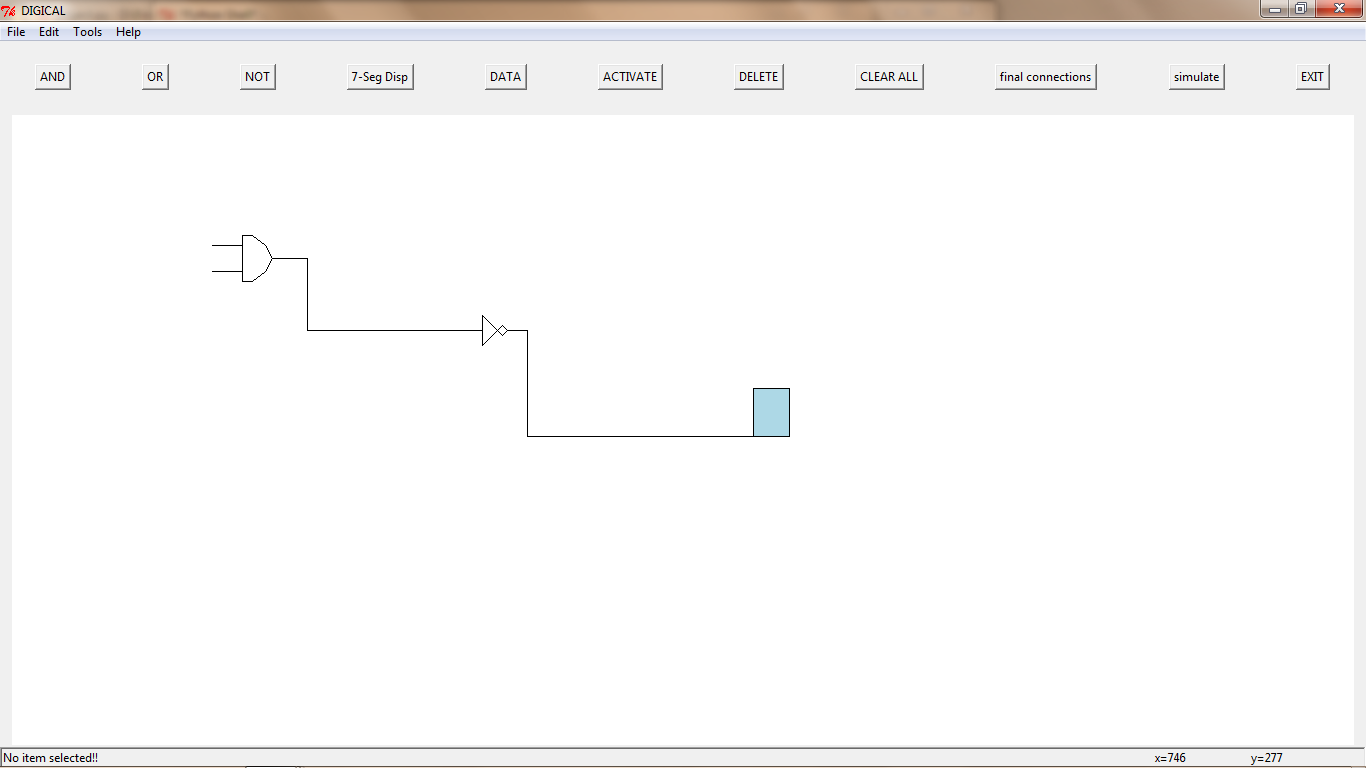 DIGICAL
File Edit Tools Help
AND OR NOT 7-Seg Disp DATA ACTIVATE DELETE CLEAR ALL final connections simulate EXIT
No item selected!! x=746 y=277